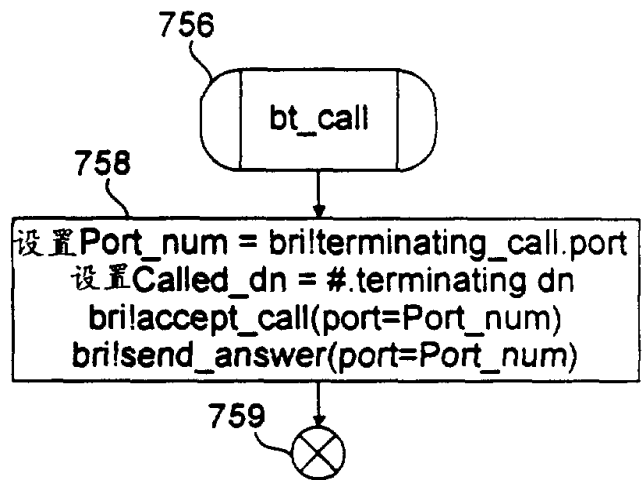 756
bt_call
758
设置Port_num = bri!terminating_call.port
设置Called_dn = #.terminating dn
bri!accept_call(port=Port_num)
bri!send_answer(port=Port_num)
759